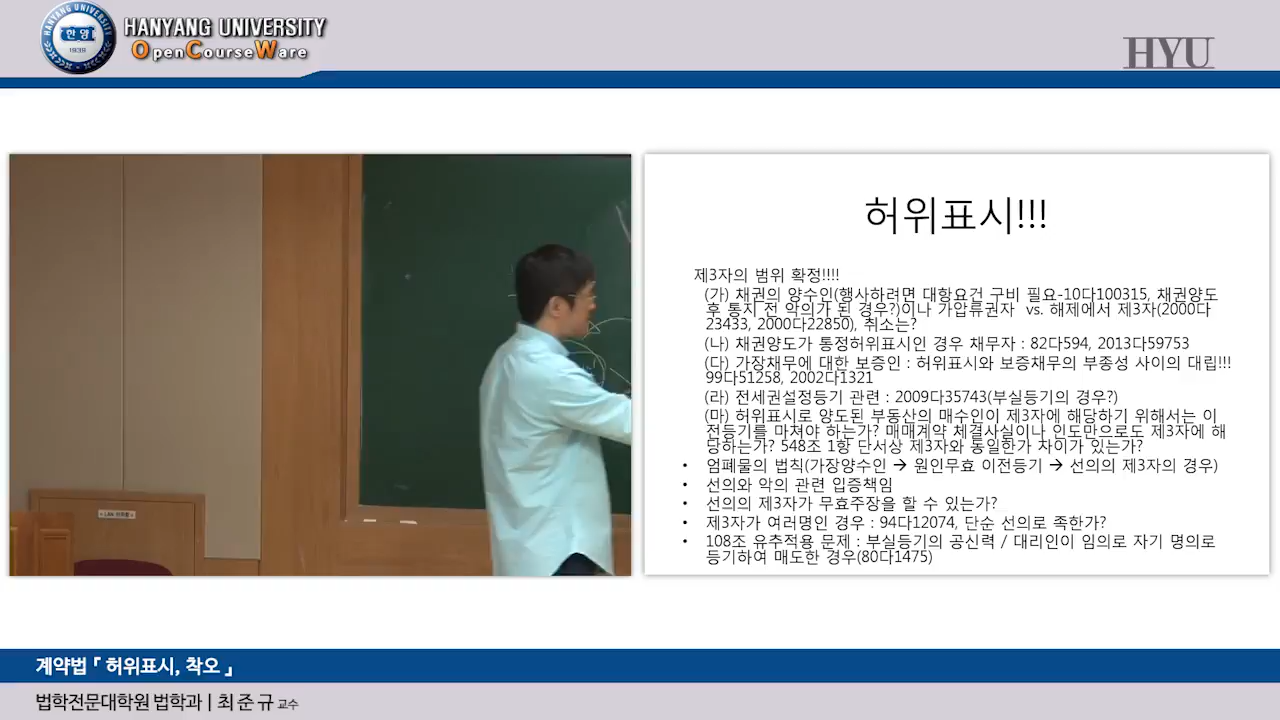 HANYANG UNIVERSITY
OpenCourseWare
한양
1939
HYU
허위표시!!!
제3자의 범위 확정!!!!
(가) 채권의 양수인(행사하려면 대항요건 구비 필요-10다100315, 채권양도
후 통지 전 악의가 된 경우?)이나 가압류권자 vs. 해제에서 제3자(2000다
23433, 2000다22850), 취소는?
(나) 채권양도가 통정허위표시인 경우 채무자 : 82다594, 2013다59753
(다) 가장채무에 대한 보증인 : 허위표시와 보증채무의 부종성 사이의 대립!!!
99다51258, 2002다1321
(라) 전세권설정등기 관련 : 2009다35743(부실등기의 경우?)
(마) 허위표시로 양도된 부동산의 매수인이 제3자에 해당하기 위해서는 이
전등기를 마쳐야 하는가? 매매계약 체결사실이나 인도만으로도 제3자에 해
당하는가? 548조 1항 단서상 제3자와 동일한가 차이가 있는가?
• 엄폐물의 법칙(가장양수인 → 원인무효 이전등기 → 선의의 제3자의 경우)
• 선의와 악의 관련 입증책임
• 선의의 제3자가 무효주장을 할 수 있는가?
• 제3자가 여러명인 경우 : 94다12074, 단순 선의로 족한가?
• 108조 유추적용 문제 : 부실등기의 공신력 / 대리인이 임의로 자기 명의로
등기하여 매도한 경우(80다1475)
계약법『 허위표시, 착오 』
법학전문대학원 법학과 | 최 준 규 교수